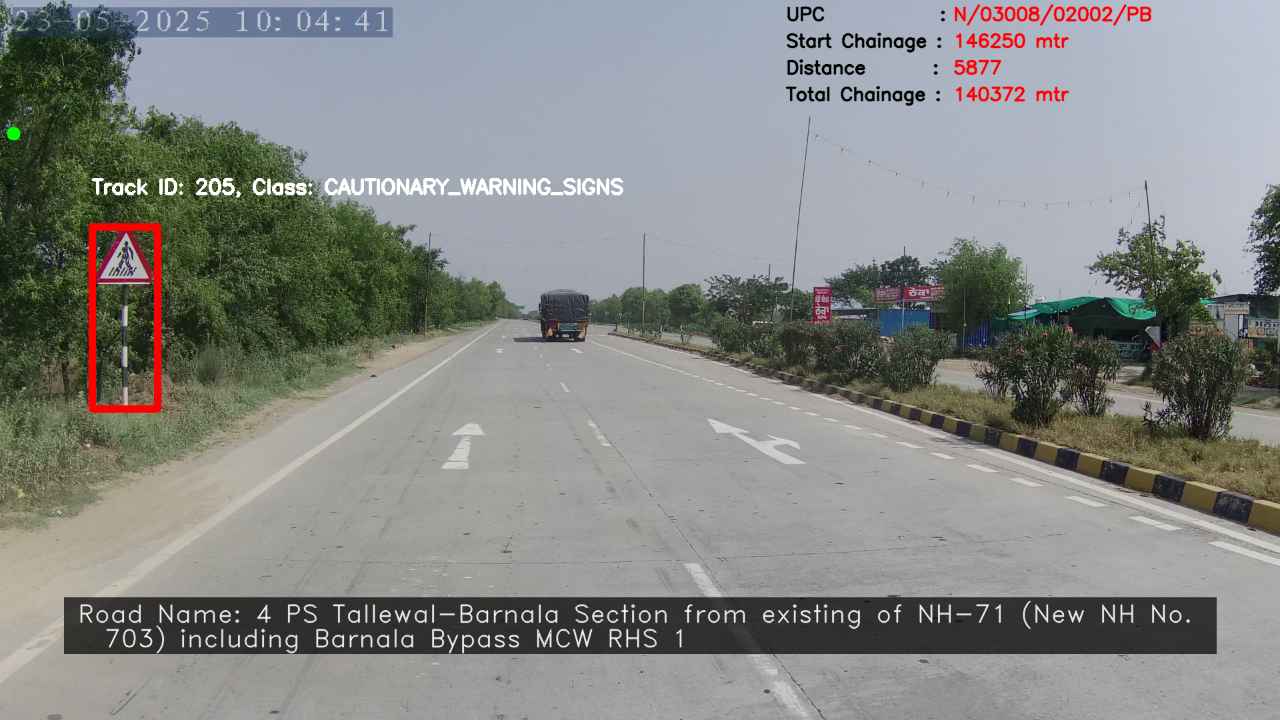 23-05-2025 10:04:41
UPC : N/03008/02002/PB
Start Chainage : 146250 mtr
Distance : 5877
Total Chainage : 140372 mtr
Track ID: 205, Class: CAUTIONARY_WARNING_SIGNS
ਠੇਕਾ
Road Name: 4 PS Tallewal-Barnala Section from existing of NH-71 (New NH No.
703) including Barnala Bypass MCW RHS 1